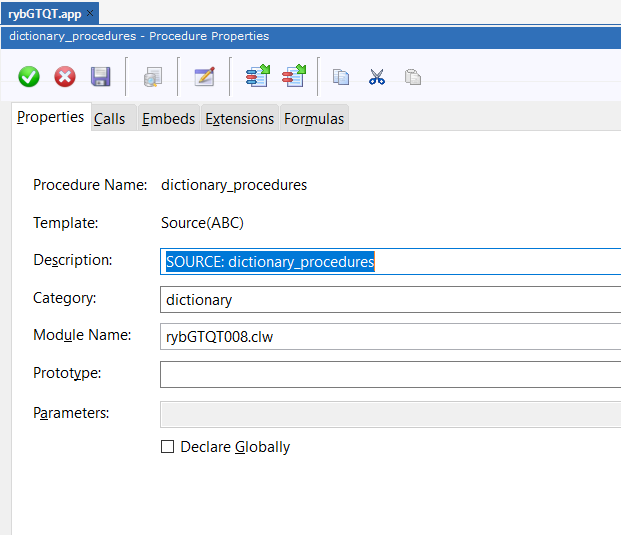 rybGTQT.app ×
dictionary_procedures - Procedure Properties
Properties Calls Embeds Extensions Formulas
Procedure Name: dictionary_procedures
Template: Source(ABC)
Description: SOURCE: dictionary_procedures
Category: dictionary
Module Name: rybGTQT008.clw
Prototype:
Parameters:
Declare Globally